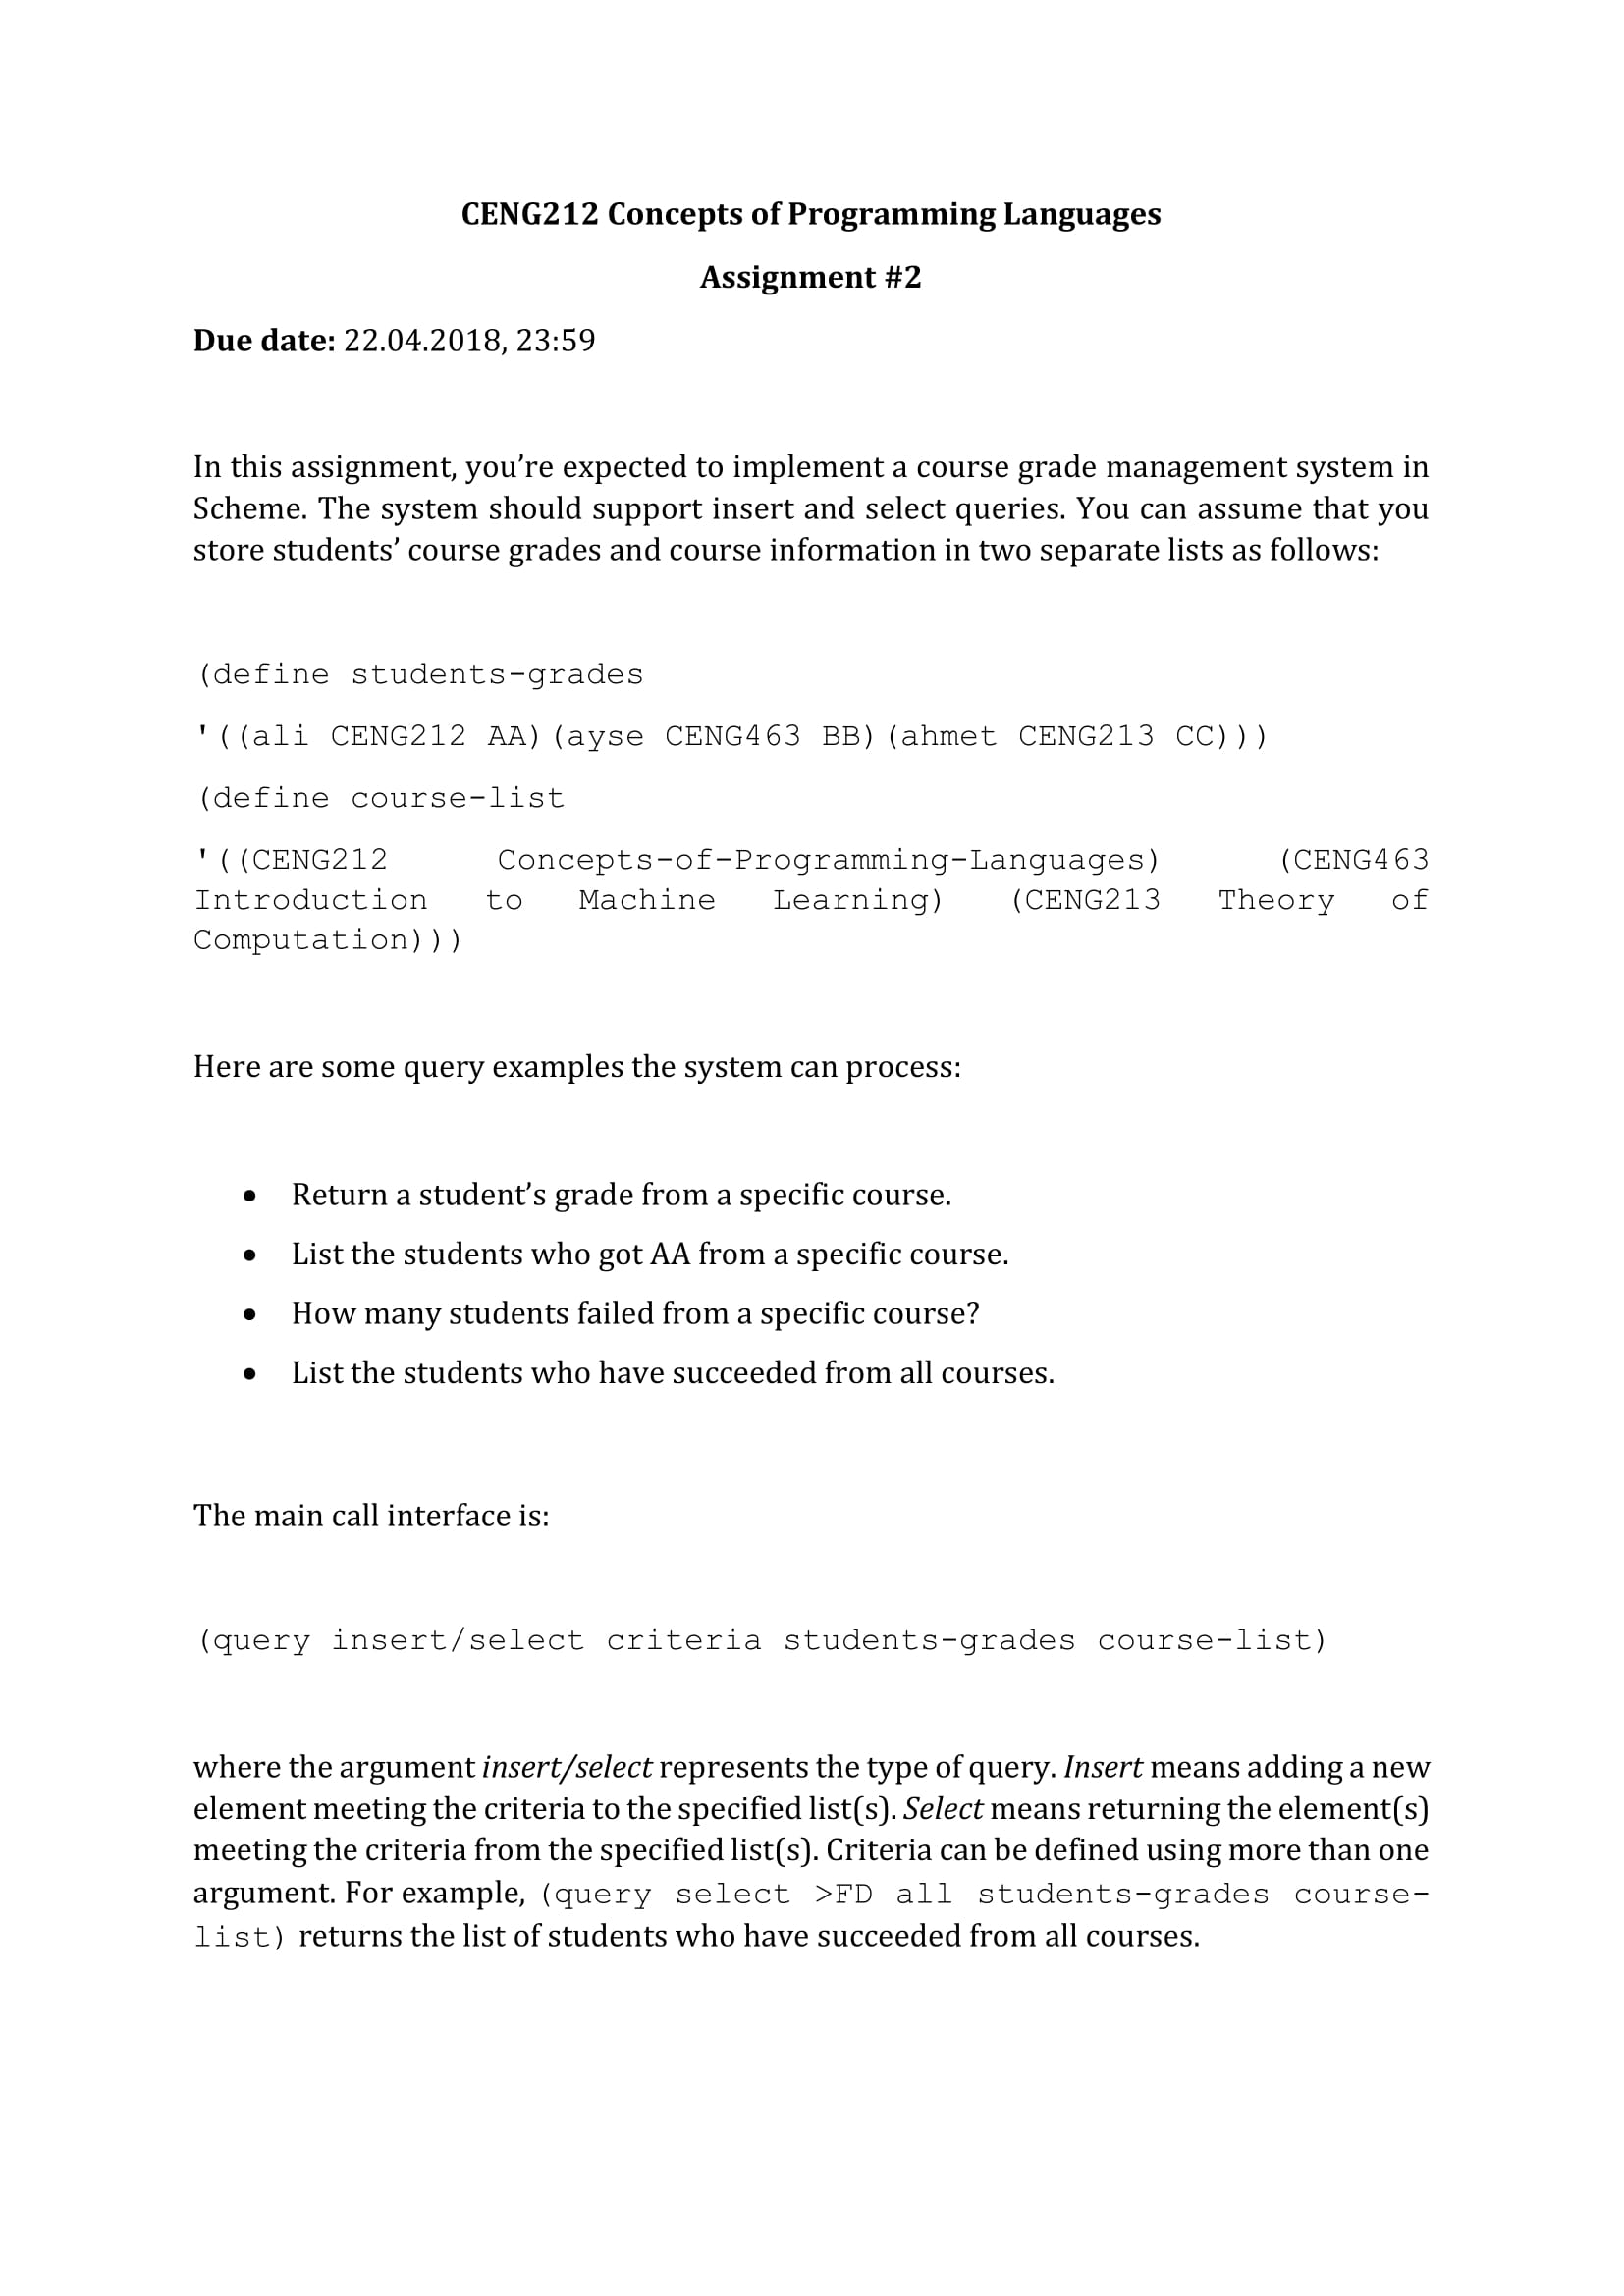 CENG212 Concepts of Programming Languages
Assignment #2
Due date: 22.04.2018, 23:59
In this assignment, you’re expected to implement a course grade management system in
Scheme. The system should support insert and select queries. You can assume that you
store students’ course grades and course information in two separate lists as follows:
(define students-grades
'((ali CENG212 AA)(ayse CENG463 BB)(ahmet CENG213 CC)))
(define course-list
'((CENG212 Concepts-of-Programming-Languages) (CENG463
Introduction to Machine Learning) (CENG213 Theory of
Computation)))
Here are some query examples the system can process:
• Return a student’s grade from a specific course.
• List the students who got AA from a specific course.
• How many students failed from a specific course?
• List the students who have succeeded from all courses.
The main call interface is:
(query insert/select criteria students-grades course-list)
where the argument insert/select represents the type of query. Insert means adding a new
element meeting the criteria to the specified list(s). Select means returning the element(s)
meeting the criteria from the specified list(s). Criteria can be defined using more than one
argument. For example, (query select >FD all students-grades course-
list) returns the list of students who have succeeded from all courses.